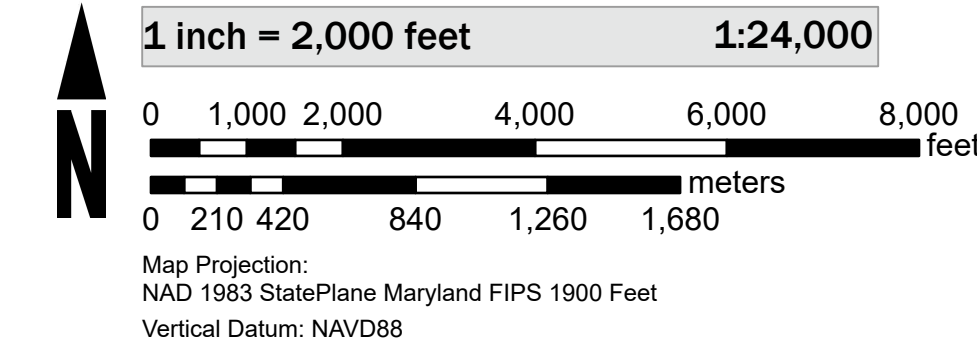 1 inch = 2,000 feet 1:24,000
0 1,000 2,000 4,000 6,000 8,000
feet
meters
0 210 420 840 1,260 1,680
N
Map Projection:
NAD 1983 StatePlane Maryland FIPS 1900 Feet
Vertical Datum: NAVD88